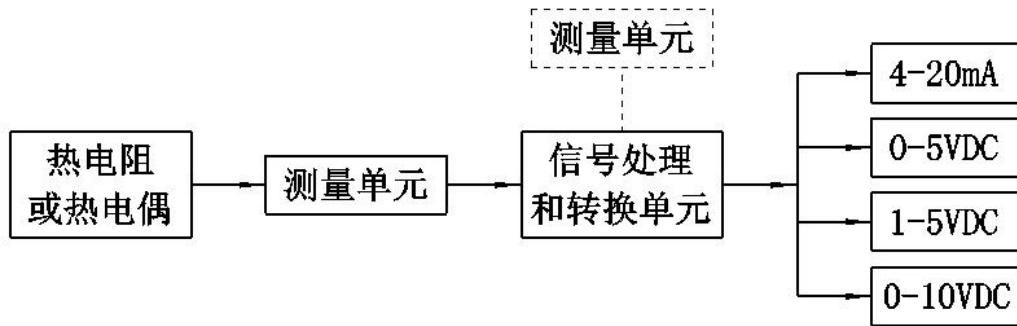 测量单元
热电阻
或热电偶
测量单元
信号处理
和转换单元
4-20mA
0-5VDC
1-5VDC
0-10VDC